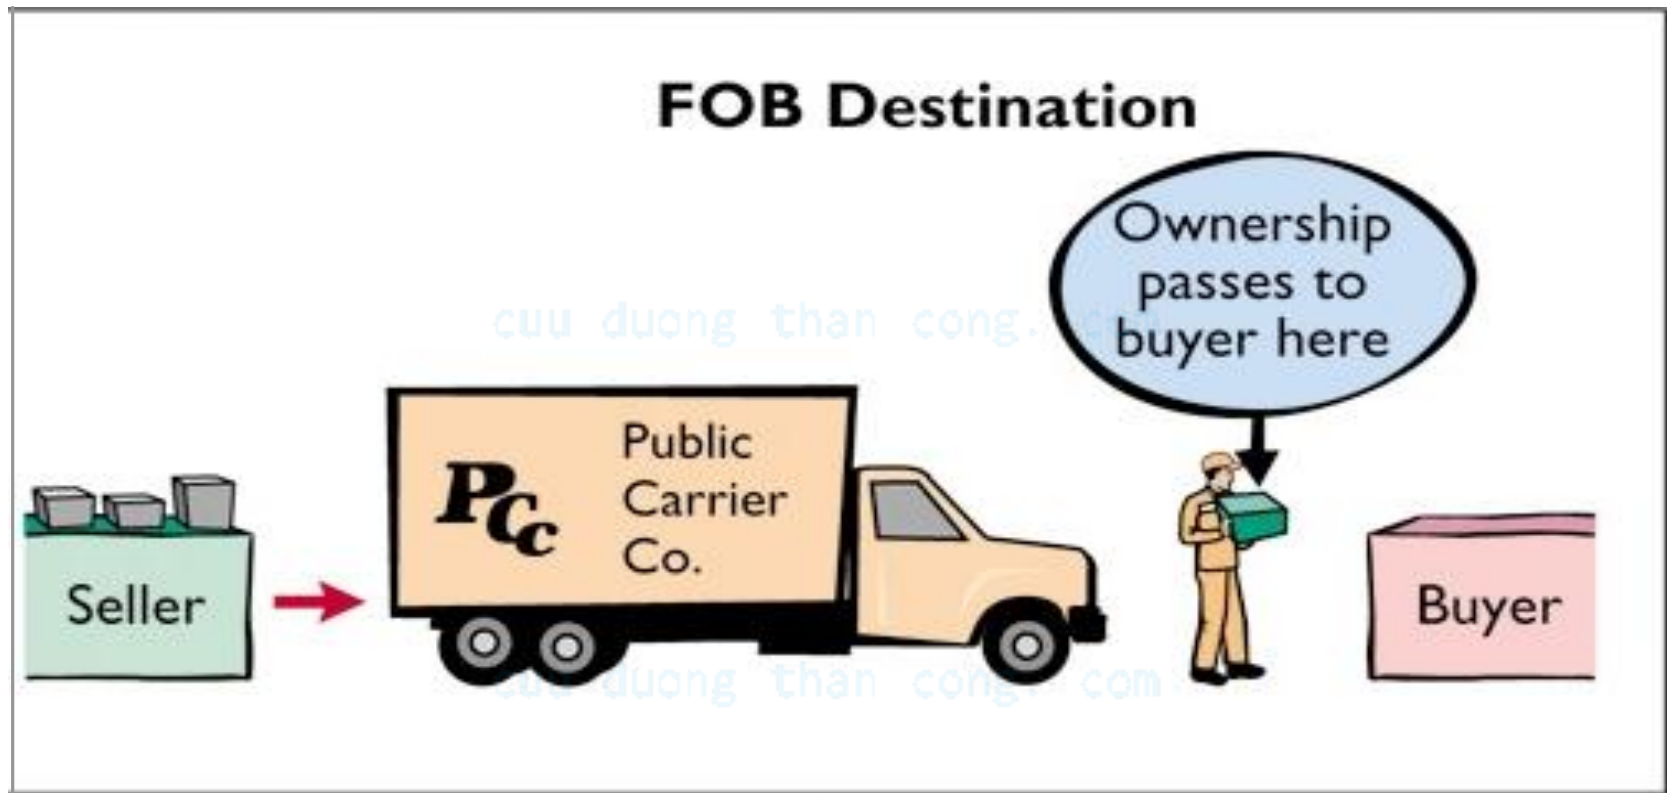 FOB Destination
Ownership
passes to
buyer here
cuu duong than cong. com
PCc
Public
Carrier
Co.
Seller
Buyer
cuu duong than cong. com